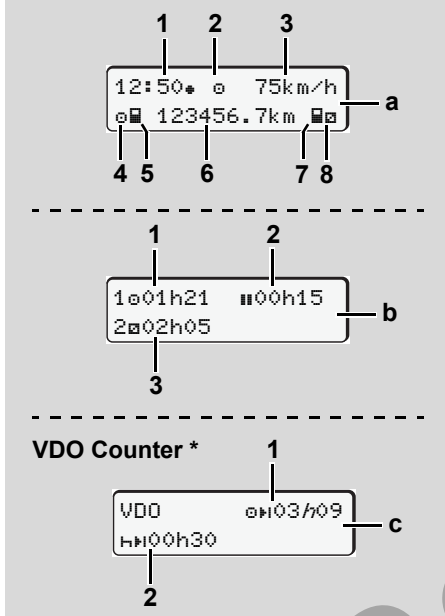 1 2 3
12:50● ⊙ 75km/h
a
⊙ 123456.7km
4 5 6 7 8
1 2
1⊙01h21 00h15
b
2⧄02h05
3
VDO Counter * 1
VDO ⊙03h09
c
00h30
2